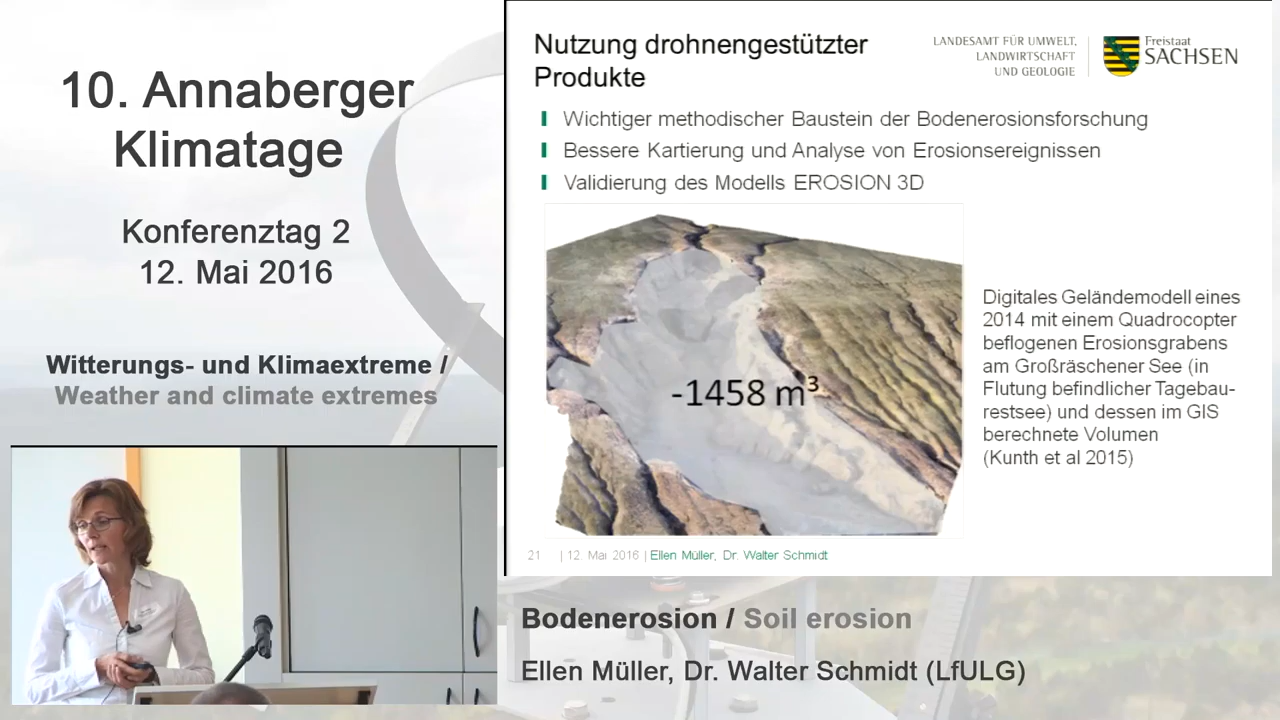 10. Annaberger
Klimatage
Konferenztag 2
12. Mai 2016
Witterungs- und Klimaextreme /
Weather and climate extremes
Nutzung drohnengestützter
Produkte
LANDESAMT FÜR UMWELT,
LANDWIRTSCHAFT
UND GEOLOGIE
Freistaat
SACHSEN
Wichtiger methodischer Baustein der Bodenerosionsforschung
Bessere Kartierung und Analyse von Erosionsereignissen
Validierung des Modells EROSION 3D
-1458 m³
Digitales Geländemodell eines
2014 mit einem Quadrocopter
beflogenen Erosionsgrabens
am Großräschener See (in
Flutung befindlicher Tagebau-
restsee) und dessen im GIS
berechnete Volumen
(Kunth et al 2015)
21 | 12. Mai 2016 | Ellen Müller, Dr. Walter Schmidt
Bodenerosion / Soil erosion
Ellen Müller, Dr. Walter Schmidt (LfULG)